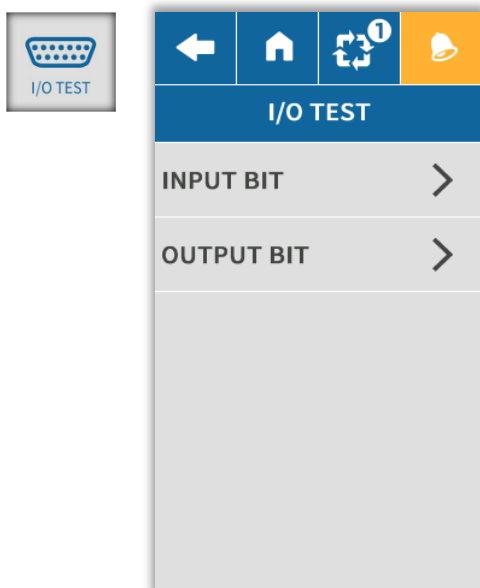 I/O TEST
1
I/O TEST
INPUT BIT
OUTPUT BIT